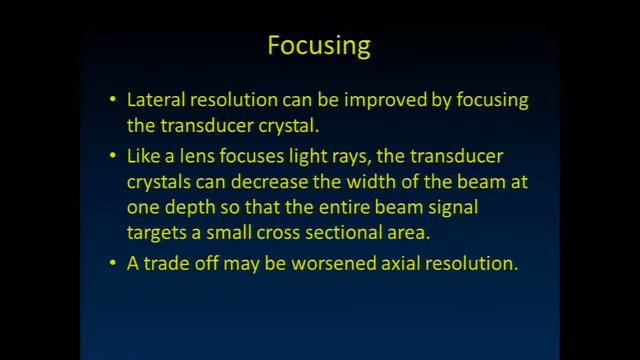 Focusing
• Lateral resolution can be improved by focusing
the transducer crystal.
• Like a lens focuses light rays, the transducer
crystals can decrease the width of the beam at
one depth so that the entire beam signal
targets a small cross sectional area.
• A trade off may be worsened axial resolution.